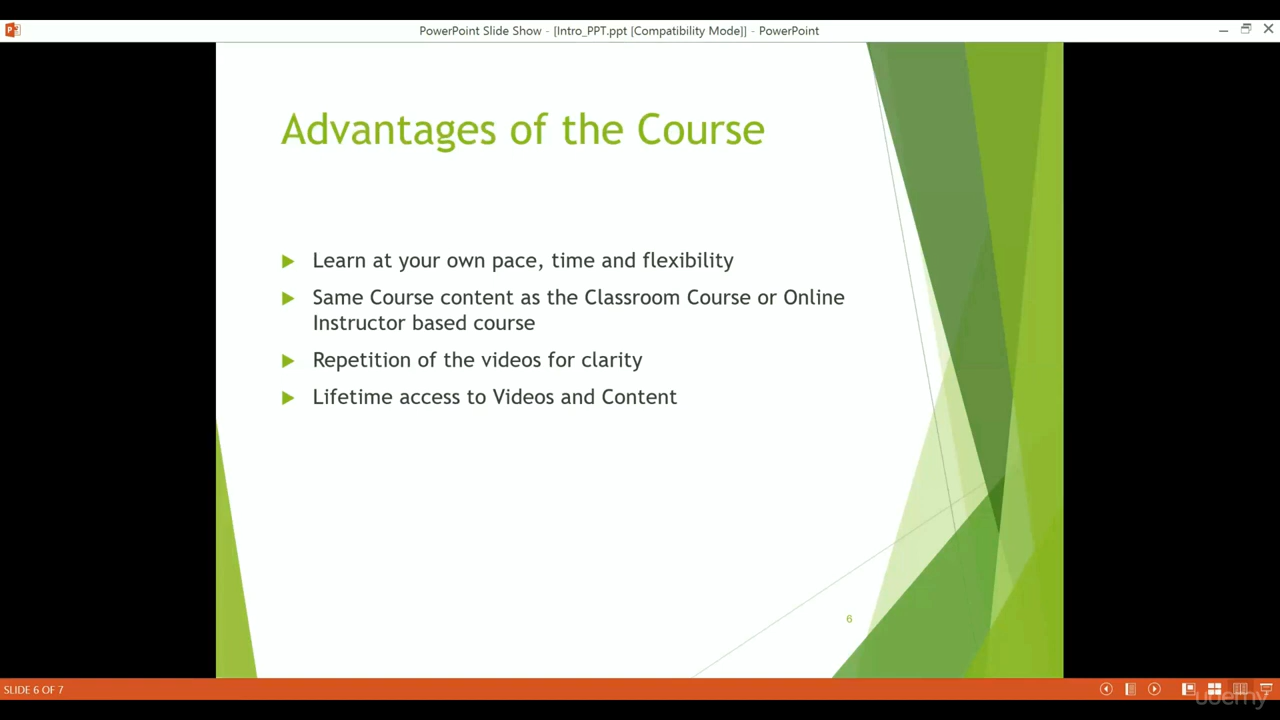 PowerPoint Slide Show - [Intro_PPT.ppt [Compatibility Mode]] - PowerPoint
Advantages of the Course
Learn at your own pace, time and flexibility
Same Course content as the Classroom Course or Online
Instructor based course
Repetition of the videos for clarity
Lifetime access to Videos and Content
6
SLIDE 6 OF 7
udemy